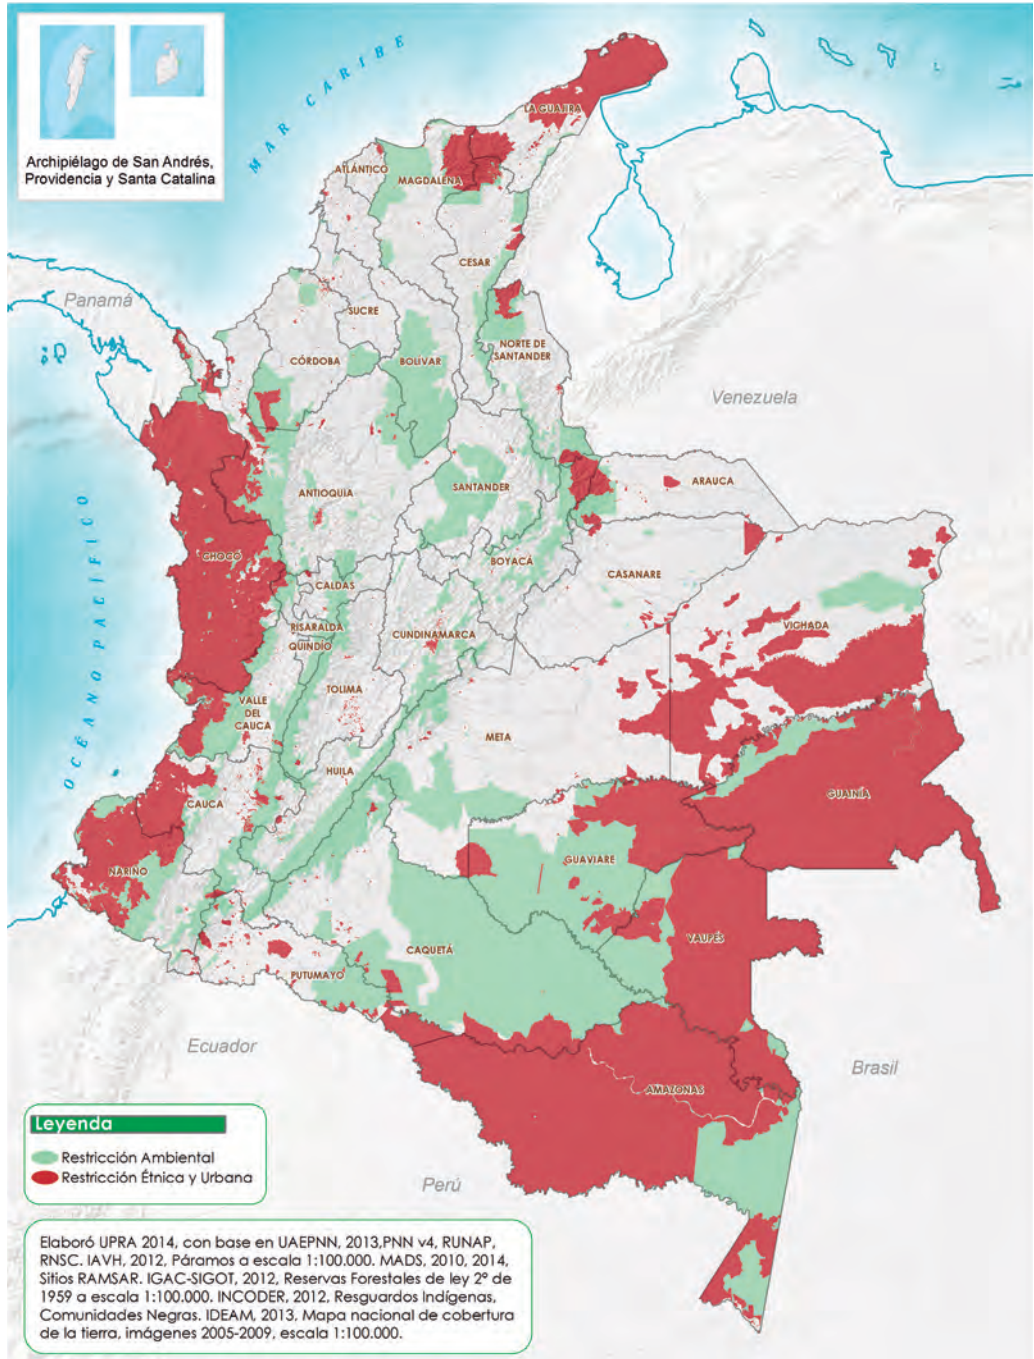 Archipiélago de San Andrés,
Providencia y Santa Catalina
MAR CARIBE
Panamá
Venezuela
OCÉANO PACÍFICO
Ecuador
Perú
Brasil
LA GUAJIRA
ATLÁNTICO
MAGDALENA
CESAR
SUCRE
CÓRDOBA
BOLÍVAR
NORTE DE
SANTANDER
ANTIOQUIA
SANTANDER
ARAUCA
CHOCÓ
BOYACÁ
CASANARE
CALDAS
RISARALDA
QUINDÍO
CUNDINAMARCA
VICHADA
TOLIMA
VALLE
DEL
CAUCA
META
HUILA
CAUCA
GUAINÍA
GUAVIARE
NARIÑO
VAUPÉS
CAQUETÁ
PUTUMAYO
AMAZONAS
Leyenda
Restricción Ambiental
Restricción Étnica y Urbana
Elaboró UPRA 2014, con base en UAEPNN, 2013,PNN v4, RUNAP,
RNSC. IAVH, 2012, Páramos a escala 1:100.000. MADS, 2010, 2014,
Sitios RAMSAR. IGAC-SIGOT, 2012, Reservas Forestales de ley 2º de
1959 a escala 1:100.000. INCODER, 2012, Resguardos Indígenas,
Comunidades Negras. IDEAM, 2013, Mapa nacional de cobertura
de la tierra, imágenes 2005-2009, escala 1:100.000.